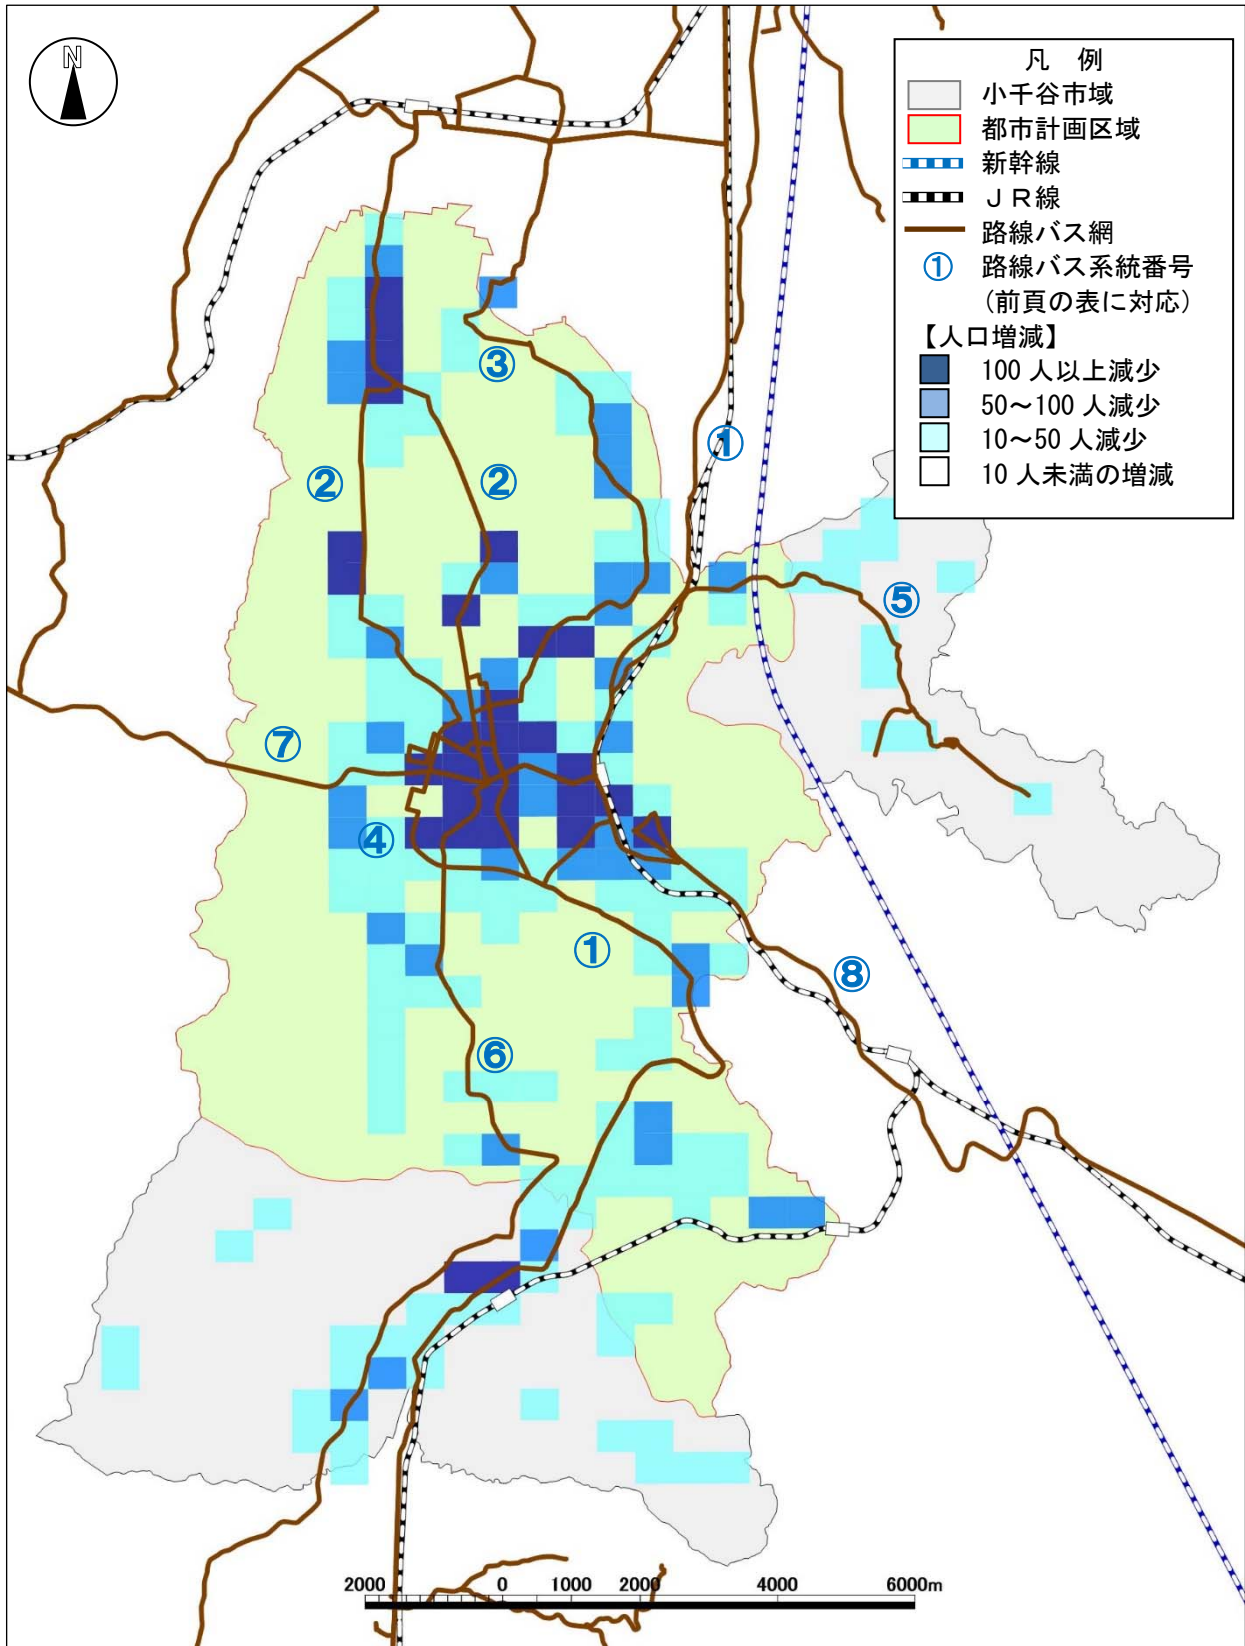 N
凡　例
小千谷市域
都市計画区域
新幹線
ＪＲ線
路線バス網
① 路線バス系統番号
(前頁の表に対応)
【人口増減】
100 人以上減少
50～100 人減少
10～50 人減少
10 人未満の増減
③
①
②
②
⑤
⑦
④
①
⑧
⑥
2000 0 1000 2000 4000 6000m